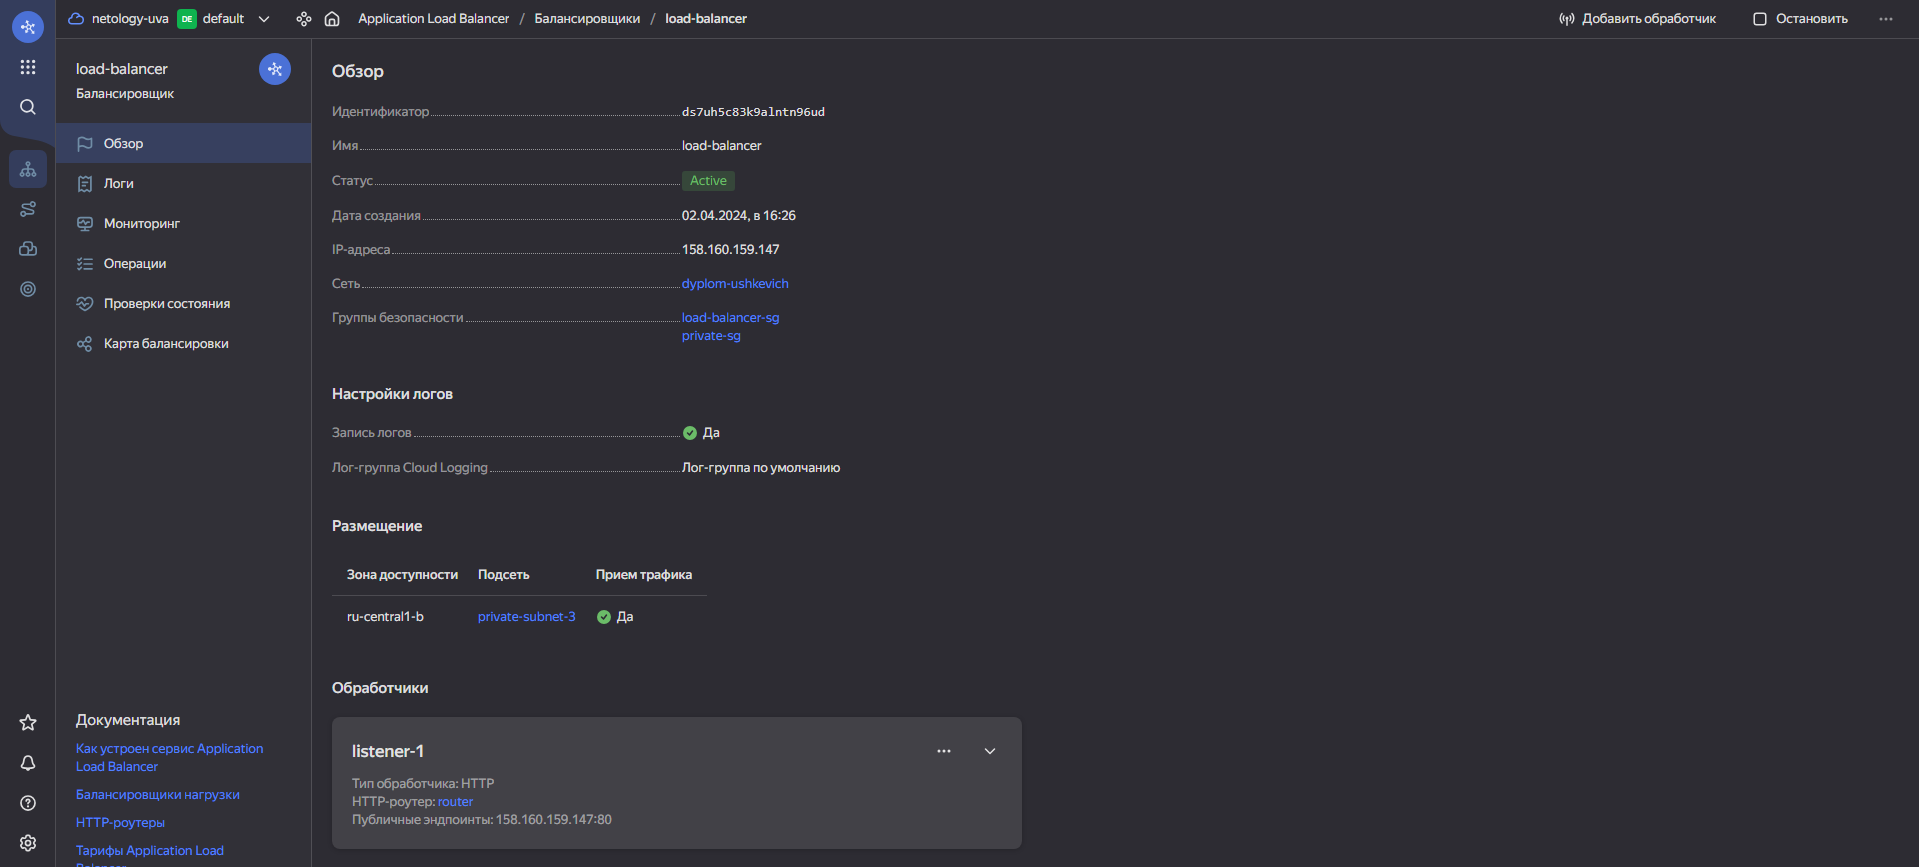 netology-uva DE default
Application Load Balancer / Балансировщики / load-balancer
Добавить обработчик
Остановить
load-balancer
Балансировщик
Обзор
Логи
Мониторинг
Операции
Проверки состояния
Карта балансировки
Документация
Как устроен сервис Application
Load Balancer
Балансировщики нагрузки
HTTP-роутеры
Тарифы Application Load
Balancer
Обзор
Идентификатор ds7uh5c83k9alntn96ud
Имя load-balancer
Статус Active
Дата создания 02.04.2024, в 16:26
IP-адреса 158.160.159.147
Сеть dyplom-ushkevich
Группы безопасности load-balancer-sg
private-sg
Настройки логов
Запись логов Да
Лог-группа Cloud Logging Лог-группа по умолчанию
Размещение
Зона доступности Подсеть Прием трафика
ru-central1-b private-subnet-3 Да
Обработчики
listener-1
Тип обработчика: HTTP
HTTP-роутер: router
Публичные эндпоинты: 158.160.159.147:80